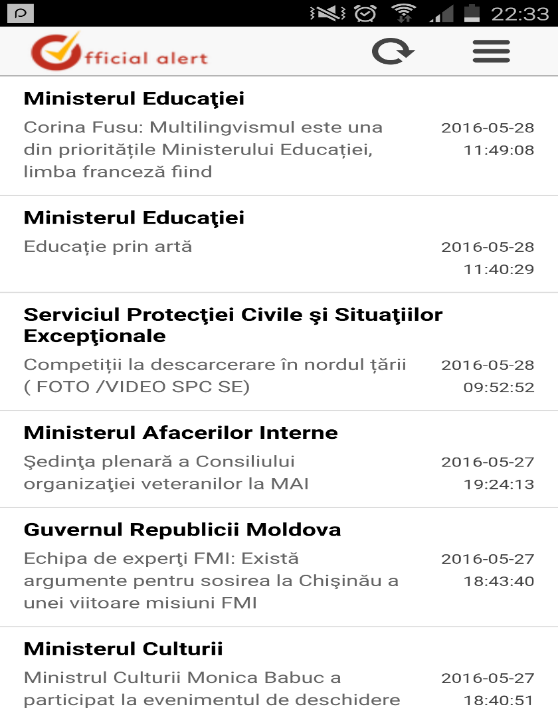 22:33
fficial alert
Ministerul Educaţiei
Corina Fusu: Multilingvismul este una
2016-05-28
din prioritățile Ministerului Educației,
11:49:08
limba franceză fiind
Ministerul Educaţiei
Educație prin artă
2016-05-28
11:40:29
Serviciul Protecţiei Civile şi Situaţiilor
Excepţionale
Competiții la descarcerare în nordul țării
2016-05-28
( FOTO /VIDEO SPC SE)
09:52:52
Ministerul Afacerilor Interne
Şedinţa plenară a Consiliului
2016-05-27
organizaţiei veteranilor la MAI
19:24:13
Guvernul Republicii Moldova
Echipa de experţi FMI: Există
2016-05-27
argumente pentru sosirea la Chişinău a
18:43:40
unei viitoare misiuni FMI
Ministerul Culturii
Ministrul Culturii Monica Babuc a
2016-05-27
participat la evenimentul de deschidere
18:40:51